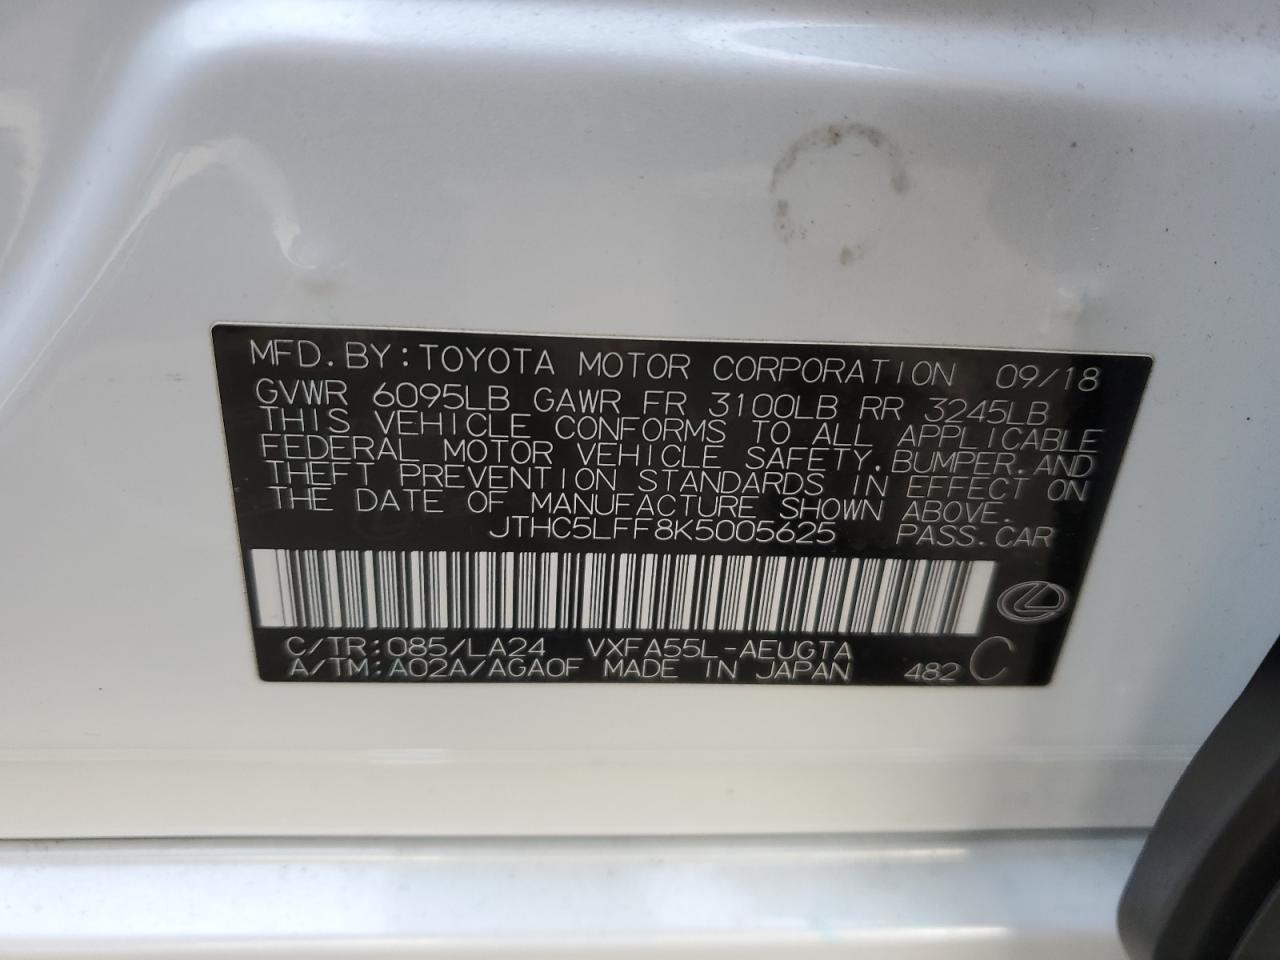 MFD.BY:TOYOTA MOTOR CORPORATION 09/18
GVWR 6095LB GAWR FR 3100LB RR 3245LB
THIS VEHICLE CONFORMS TO ALL APPLICABLE
FEDERAL MOTOR VEHICLE SAFETY,BUMPER,AND
THEFT PREVENTION STANDARDS IN EFFECT ON
THE DATE OF MANUFACTURE SHOWN ABOVE.
JTHC5LFF8K5005625 PASS.CAR
C/TR:085/LA24 VXFA55L-AEUGTA
A/TM:A02A/AGA0F MADE IN JAPAN 482 C